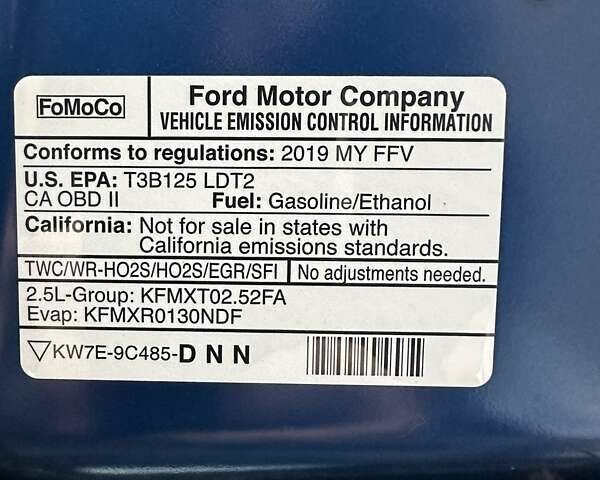 FoMoCo
Ford Motor Company
VEHICLE EMISSION CONTROL INFORMATION
Conforms to regulations: 2019 MY FFV
U.S. EPA: T3B125 LDT2
CA OBD II Fuel: Gasoline/Ethanol
California: Not for sale in states with
California emissions standards.
TWC/WR-HO2S/HO2S/EGR/SFI No adjustments needed.
2.5L-Group: KFMXT02.52FA
Evap: KFMXR0130NDF
KW7E-9C485-D N N